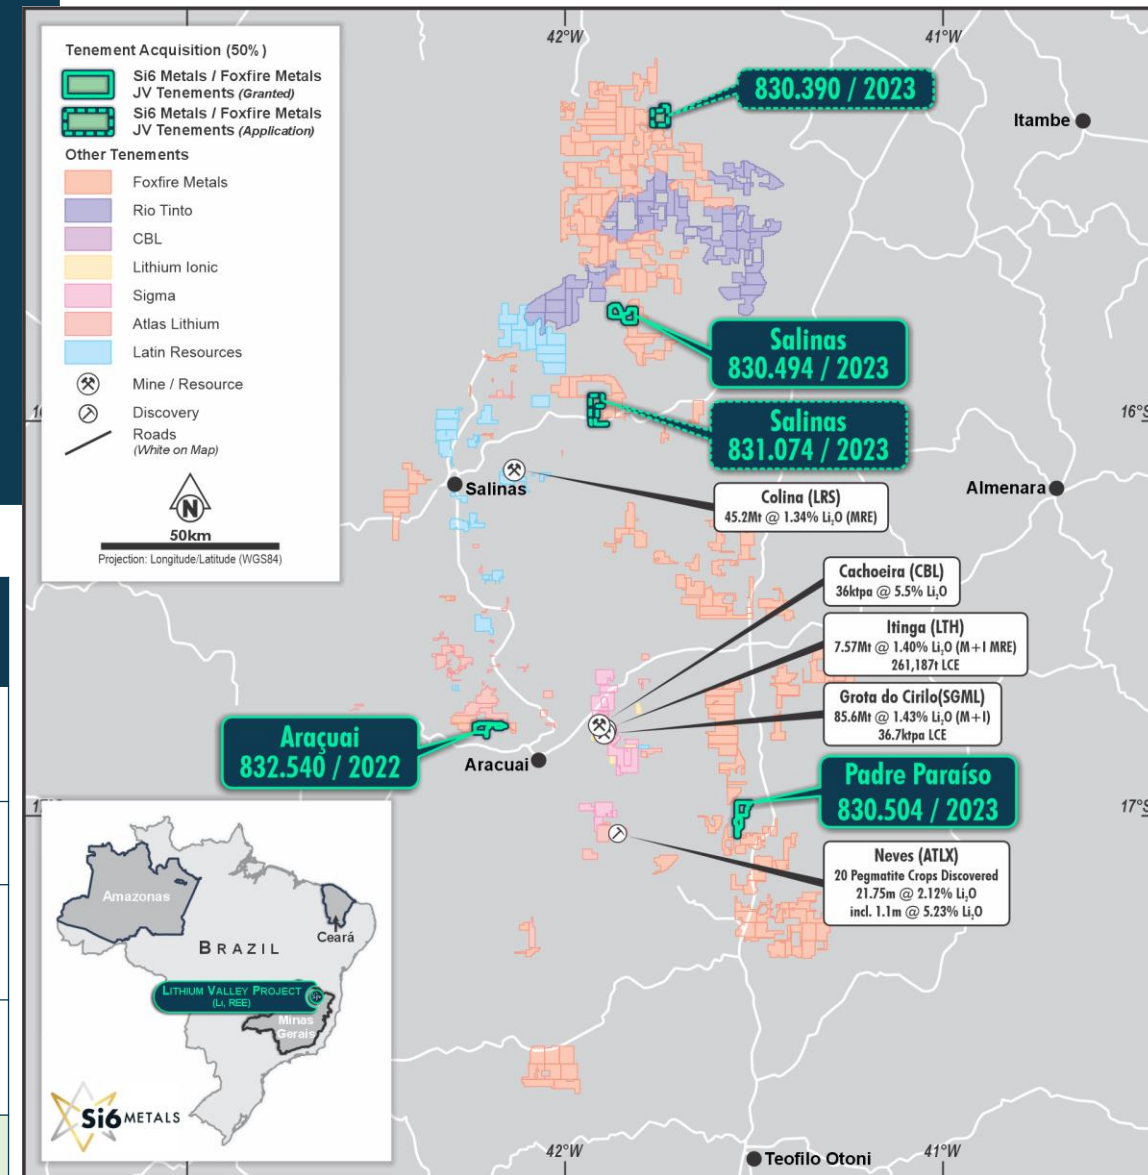 Tenement Acquisition (50%)
Si6 Metals / Foxfire Metals
JV Tenements (Granted)
Si6 Metals / Foxfire Metals
JV Tenements (Application)
Other Tenements
Foxfire Metals
Rio Tinto
CBL
Lithium Ionic
Sigma
Atlas Lithium
Latin Resources
Mine / Resource
Discovery
Roads
(White on Map)
N
50km
Projection: Longitude/Latitude (WGS84)
42°W
41°W
830.390 / 2023
Itambe
Salinas
830.494 / 2023
16°S
Salinas
831.074 / 2023
Salinas
Almenara
Colina (LRS)
45.2Mt @ 1.34% Li₂O (MRE)
Cachoeira (CBL)
36ktpa @ 5.5% Li₂O
Itinga (LTH)
7.57Mt @ 1.40% Li₂O (M+I MRE)
261,187t LCE
Grota do Cirilo(SGML)
85.6Mt @ 1.43% Li₂O (M+I)
36.7ktpa LCE
Araçuai
832.540 / 2022
Aracuai
Padre Paraíso
830.504 / 2023
17°S
Neves (ATLX)
20 Pegmatite Crops Discovered
21.75m @ 2.12% Li₂O
incl. 1.1m @ 5.23% Li₂O
Amazonas
Ceará
BRAZIL
LITHIUM VALLEY PROJECT
(Li, REE)
Minas
Gerais
Si6 METALS
42°W
41°W
Teofilo Otoni